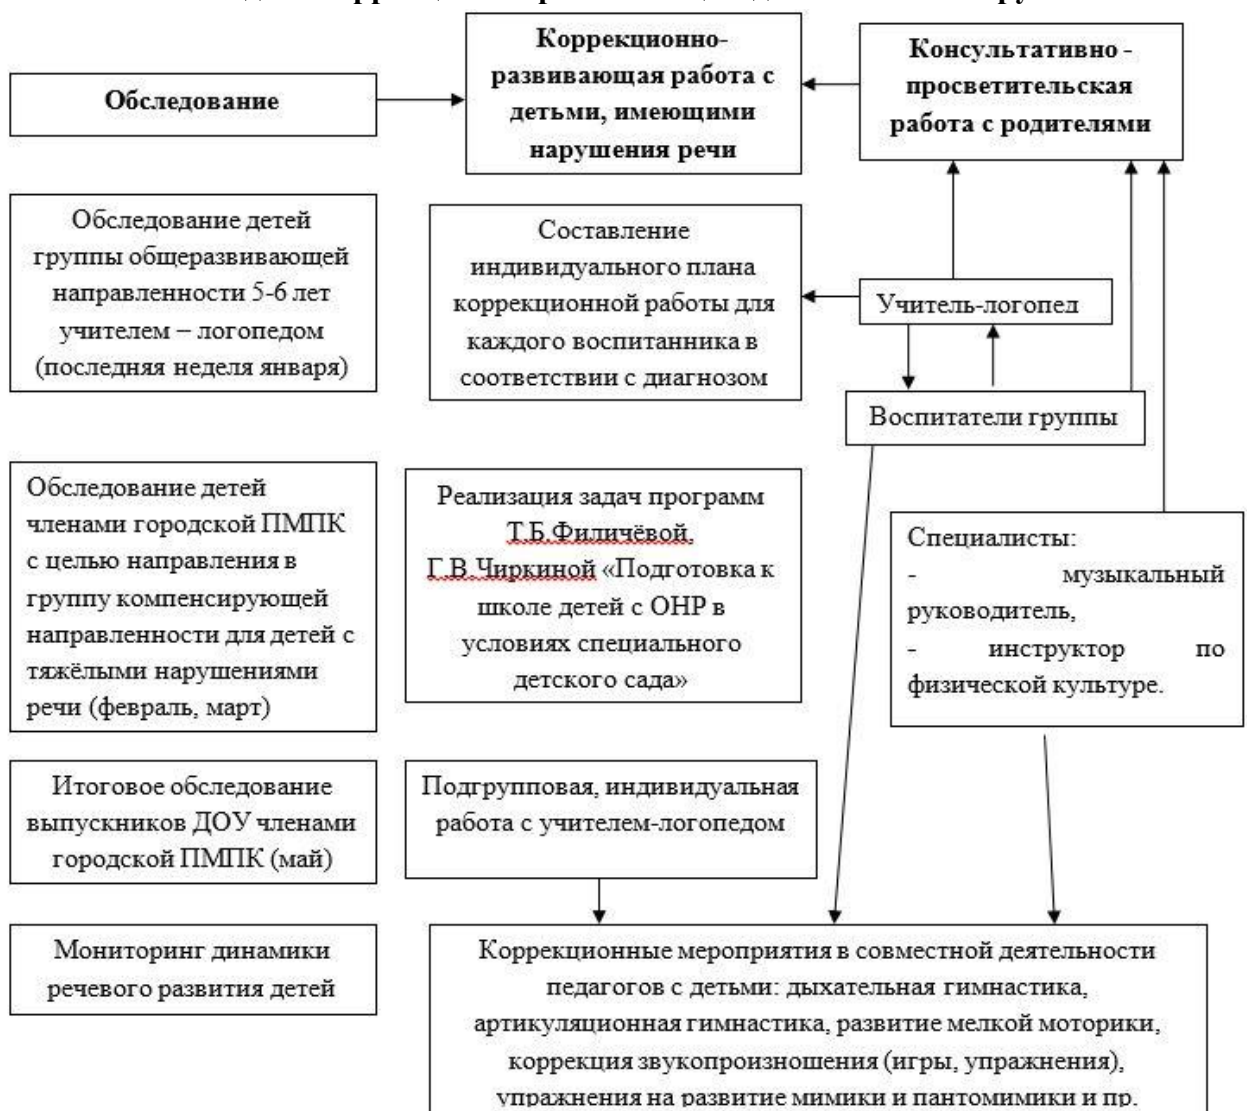 Обследование
Коррекционно-
развивающая работа с
детьми, имеющими
нарушения речи
Консультативно -
просветительская
работа с родителями
Обследование детей
группы общеразвивающей
направленности 5-6 лет
учителем – логопедом
(последняя неделя января)
Составление
индивидуального плана
коррекционной работы для
каждого воспитанника в
соответствии с диагнозом
Учитель-логопед
Воспитатели группы
Обследование детей
членами городской ПМПК
с целью направления в
группу компенсирующей
направленности для детей с
тяжёлыми нарушениями
речи (февраль, март)
Реализация задач программ
Т.Б.Филичёвой,
Г.В.Чиркиной «Подготовка к
школе детей с ОНР в
условиях специального
детского сада»
Специалисты:
- музыкальный
руководитель,
- инструктор по
физической культуре.
Итоговое обследование
выпускников ДОУ членами
городской ПМПК (май)
Подгрупповая, индивидуальная
работа с учителем-логопедом
Мониторинг динамики
речевого развития детей
Коррекционные мероприятия в совместной деятельности
педагогов с детьми: дыхательная гимнастика,
артикуляционная гимнастика, развитие мелкой моторики,
коррекция звукопроизношения (игры, упражнения),
упражнения на развитие мимики и пантомимики и пр.